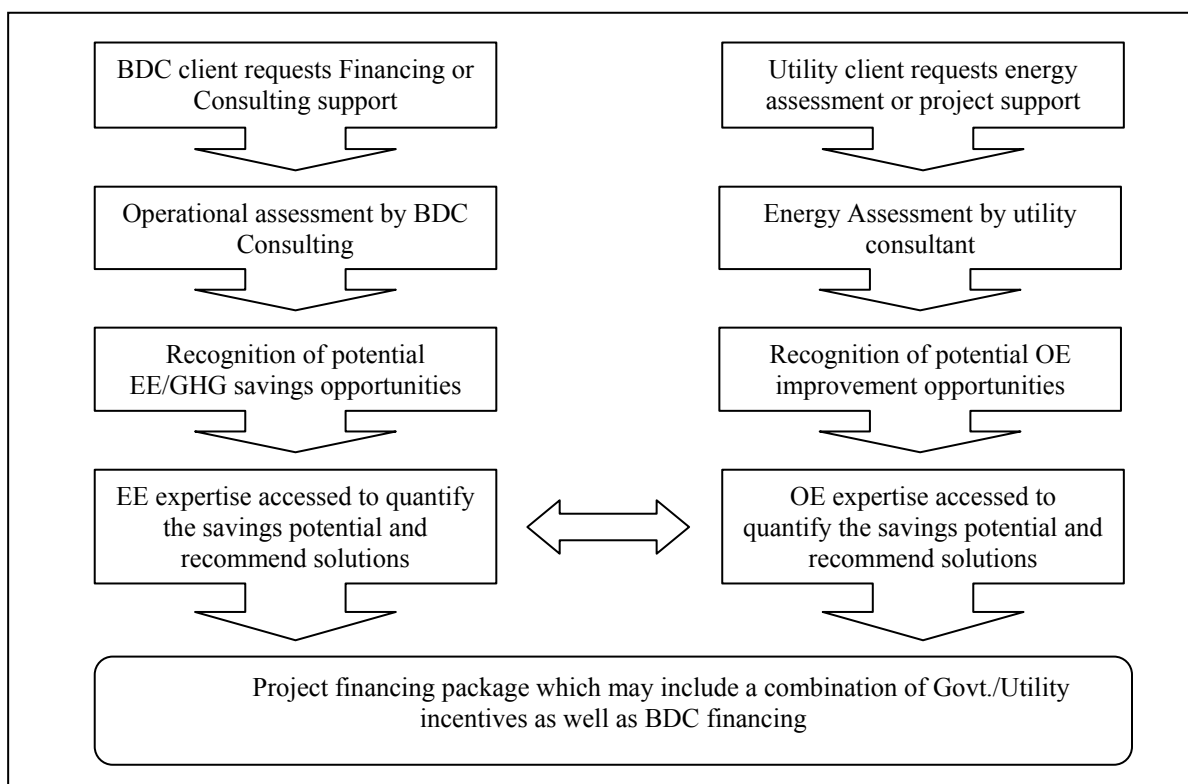 BDC client requests Financing or
Consulting support
Utility client requests energy
assessment or project support
Operational assessment by BDC
Consulting
Energy Assessment by utility
consultant
Recognition of potential
EE/GHG savings opportunities
Recognition of potential OE
improvement opportunities
EE expertise accessed to quantify
the savings potential and
recommend solutions
OE expertise accessed to
quantify the savings potential and
recommend solutions
Project financing package which may include a combination of Govt./Utility
incentives as well as BDC financing